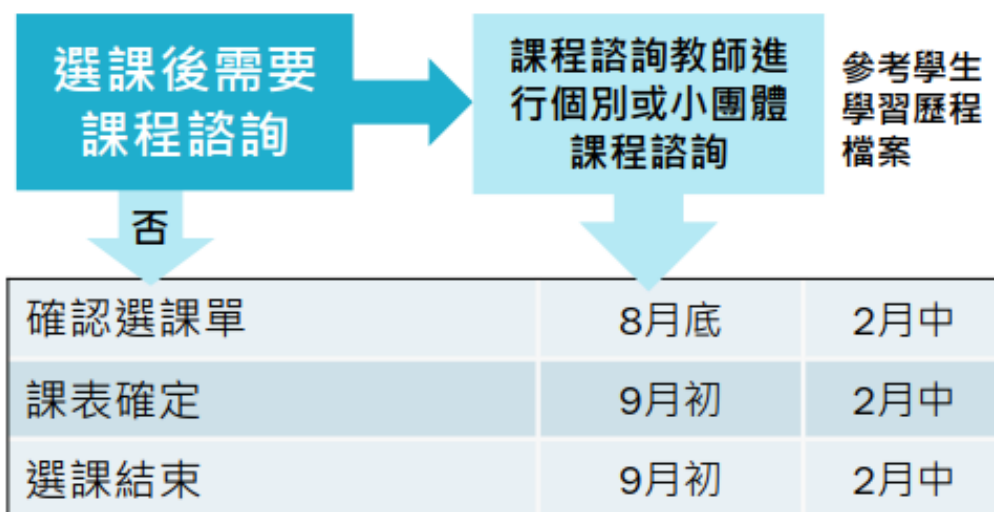 選課後需要
課程諮詢
課程諮詢教師進
行個別或小團體
課程諮詢
參考學生
學習歷程
檔案
否
確認選課單 8月底 2月中
課表確定 9月初 2月中
選課結束 9月初 2月中